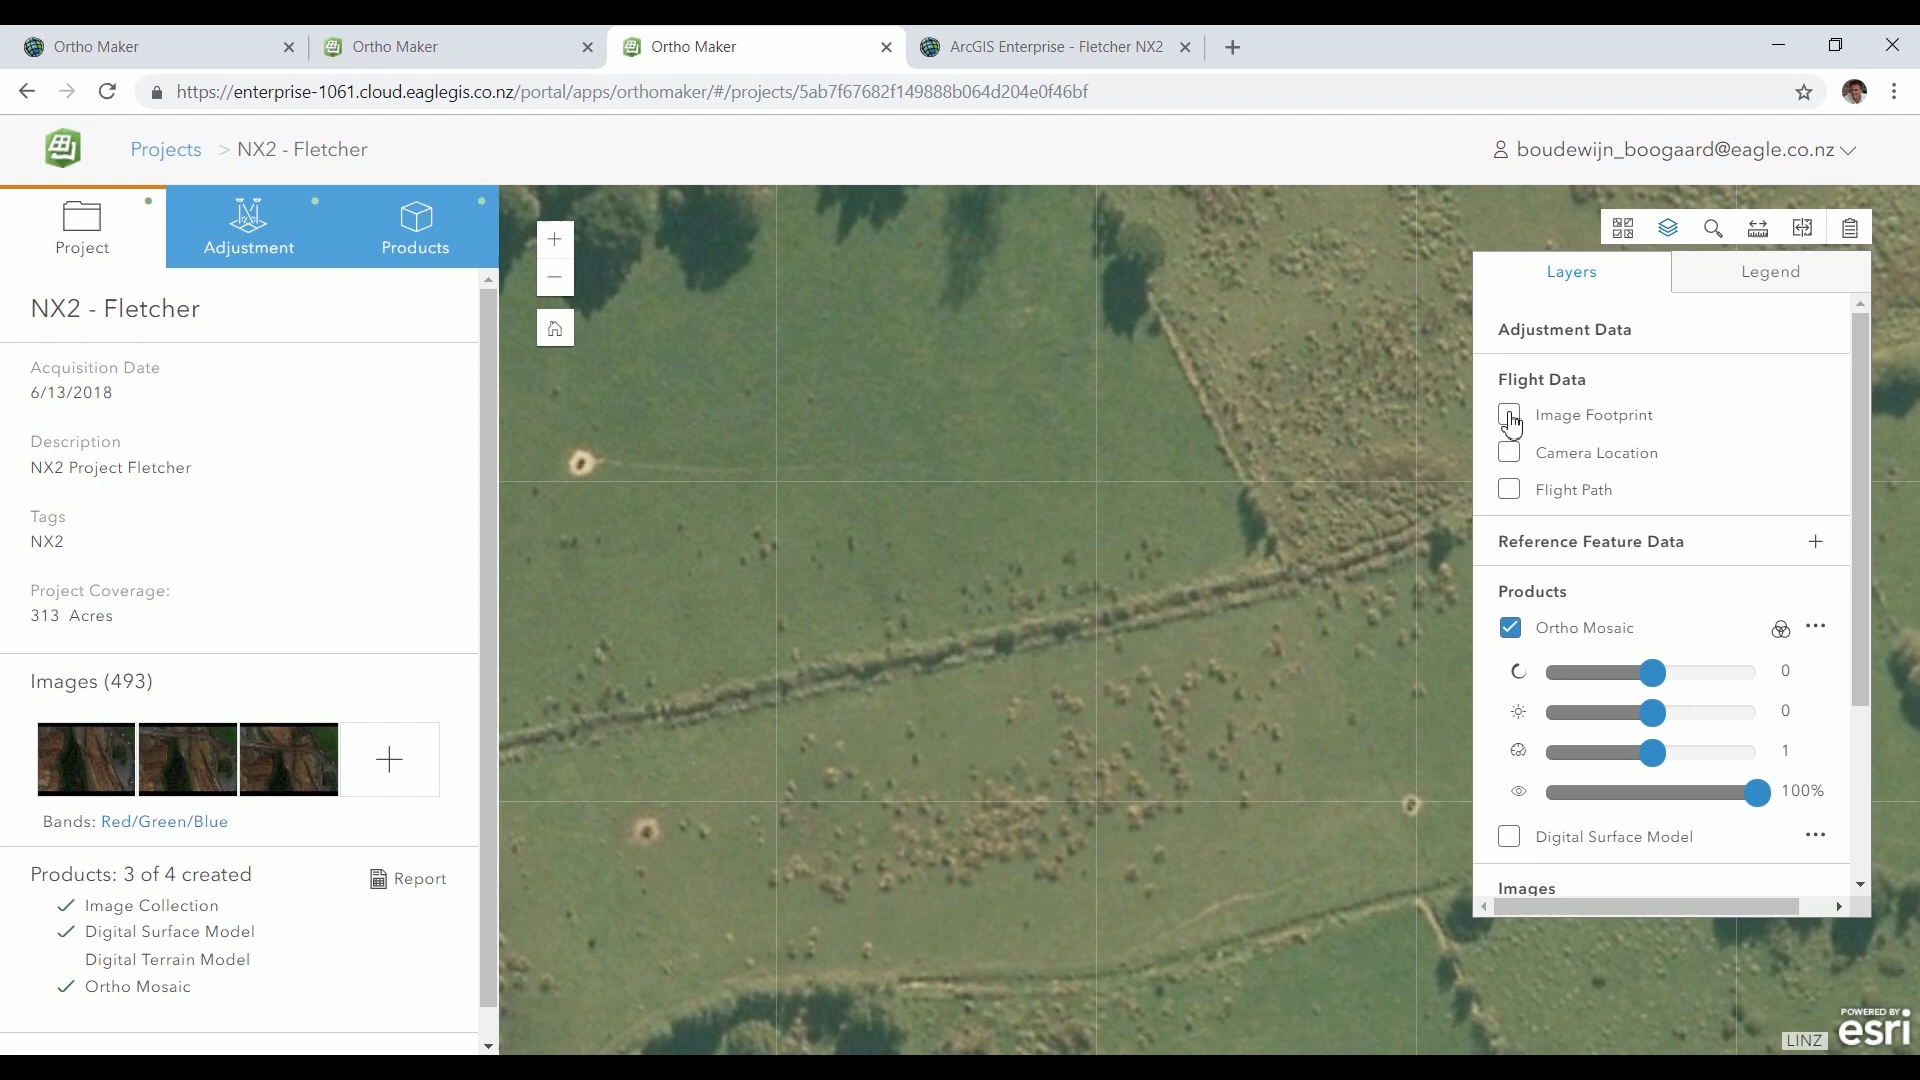 Ortho Maker
Ortho Maker
Ortho Maker
ArcGIS Enterprise - Fletcher NX2
https://enterprise-1061.cloud.eaglegis.co.nz/portal/apps/orthomaker/#/projects/5ab7f67682f149888b064d204e0f46bf
Projects > NX2 - Fletcher
boudewijn_boogaard@eagle.co.nz
Project
Adjustment
Products
NX2 - Fletcher
Acquisition Date
6/13/2018
Description
NX2 Project Fletcher
Tags
NX2
Project Coverage:
313 Acres
Images (493)
Bands: Red/Green/Blue
Products: 3 of 4 created
Report
Image Collection
Digital Surface Model
Digital Terrain Model
Ortho Mosaic
Layers
Legend
Adjustment Data
Flight Data
Image Footprint
Camera Location
Flight Path
Reference Feature Data
Products
Ortho Mosaic
0
0
1
100%
Digital Surface Model
Images
LINZ
POWERED BY
esri